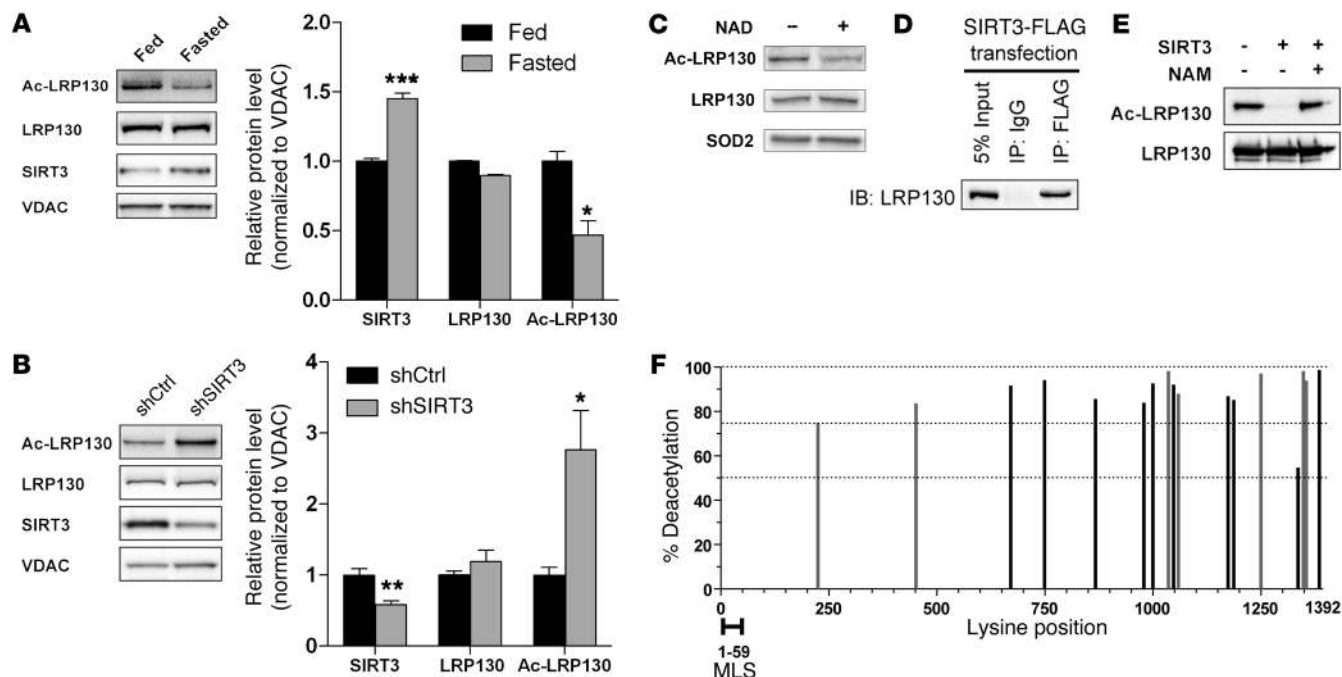 A
Fed
Fasted
Ac-LRP130
LRP130
SIRT3
VDAC
Relative protein level
(normalized to VDAC)
2.0
1.5
1.0
0.5
0.0
Fed
Fasted
***
*
SIRT3
LRP130
Ac-LRP130
B
shCtrl
shSIRT3
Ac-LRP130
LRP130
SIRT3
VDAC
Relative protein level
(normalized to VDAC)
4
3
2
1
0
shCtrl
shSIRT3
**
*
SIRT3
LRP130
Ac-LRP130
C
NAD – +
Ac-LRP130
LRP130
SOD2
D
SIRT3-FLAG
transfection
5% Input
IP: IgG
IP: FLAG
IB: LRP130
E
SIRT3 - + +
NAM - - +
Ac-LRP130
LRP130
F
% Deacetylation
100
80
60
40
20
0
0 250 500 750 1000 1250 1392
Lysine position
1-59
MLS